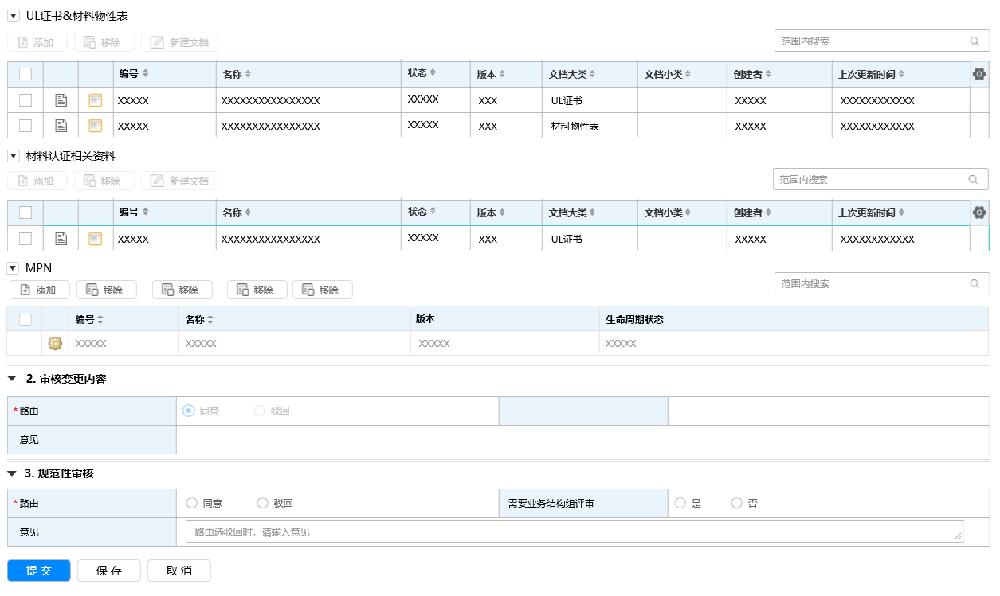 UL证书&材料物性表
添加 移除 新建文档 范围内搜索
编号 名称 状态 版本 文档大类 文档小类 创建者 上次更新时间
XXXXX XXXXXXXXXXXXXXXX XXXXX XXX UL证书 XXXXX XXXXXXXXXXXX
XXXXX XXXXXXXXXXXXXXXX XXXXX XXX 材料物性表 XXXXX XXXXXXXXXXXX
材料认证相关资料
添加 移除 新建文档 范围内搜索
编号 名称 状态 版本 文档大类 文档小类 创建者 上次更新时间
XXXXX XXXXXXXXXXXXXXXX XXXXX XXX UL证书 XXXXX XXXXXXXXXXXX
MPN
添加 移除 移除 移除 移除 范围内搜索
编号 名称 版本 生命周期状态
XXXXX XXXXX XXXXX XXXXX
2. 审核变更内容
*路由 同意 驳回
意见
3. 规范性审核
*路由 同意 驳回 需要业务结构组评审 是 否
意见 路由选驳回时，请输入意见
提交 保存 取消